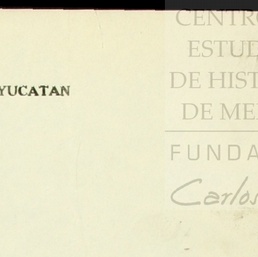 CENTRO
ESTUD
DE HIST
DE ME
FUNDA
Carlos
YUCATAN